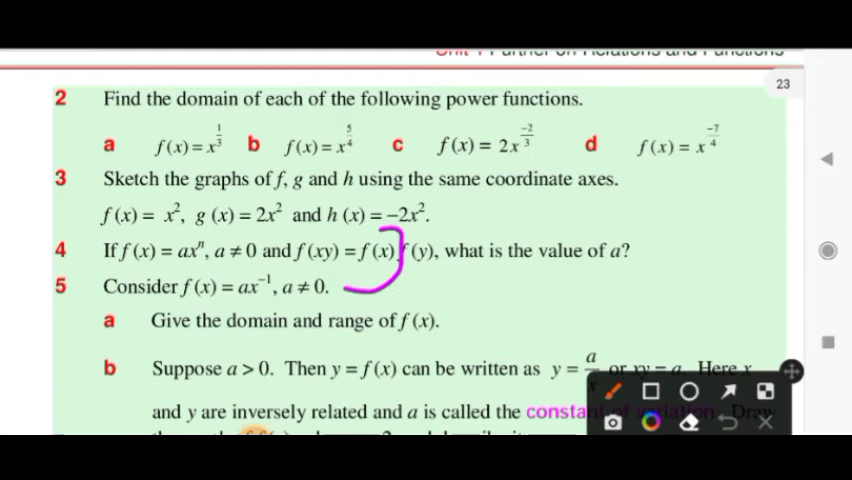 Unit 1 Further on Relations and Functions
23
2 Find the domain of each of the following power functions.
a f(x) = x^(1/3) b f(x) = x^(5/4) c f(x) = 2x^(-2/3) d f(x) = x^(-7/4)
3 Sketch the graphs of f, g and h using the same coordinate axes.
f(x) = x², g (x) = 2x² and h (x) = −2x².
4 If f (x) = axⁿ, a ≠ 0 and f (xy) = f (x) f (y), what is the value of a?
5 Consider f (x) = ax⁻¹, a ≠ 0.
a Give the domain and range of f (x).
b Suppose a > 0. Then y = f (x) can be written as y = a/x or xy = a. Here x
and y are inversely related and a is called the constant of variation. Draw